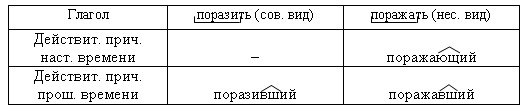 Глагол поразить (сов. вид) поражать (нес. вид)
Действит. прич.
наст. времени – поражающий
Действит. прич.
прош. времени поразивший поражавший